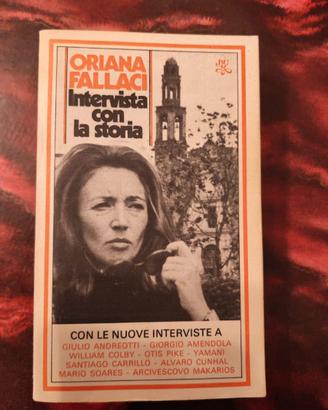 ORIANA
FALLACI
Intervista
con
la storia
CON LE NUOVE INTERVISTE A
GIULIO ANDREOTTI - GIORGIO AMENDOLA
WILLIAM COLBY - OTIS PIKE - YAMANI
SANTIAGO CARRILLO - ALVARO CUNHAL
MARIO SOARES - ARCIVESCOVO MAKARIOS